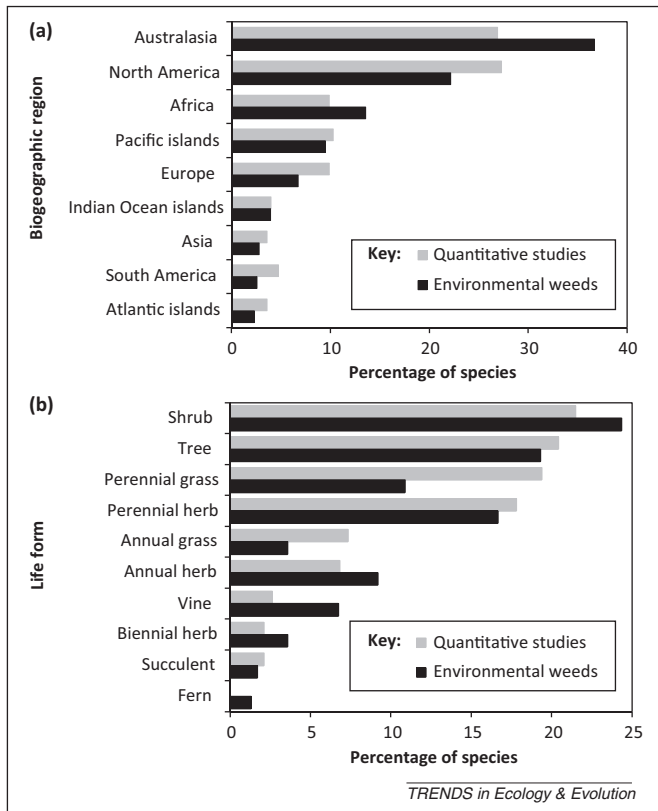 (a)
Biogeographic region
Australasia
North America
Africa
Pacific islands
Europe
Indian Ocean islands
Asia
South America
Atlantic islands
Key: Quantitative studies
Environmental weeds
0 10 20 30 40
Percentage of species
(b)
Life form
Shrub
Tree
Perennial grass
Perennial herb
Annual grass
Annual herb
Vine
Biennial herb
Succulent
Fern
Key: Quantitative studies
Environmental weeds
0 5 10 15 20 25
Percentage of species
TRENDS in Ecology & Evolution